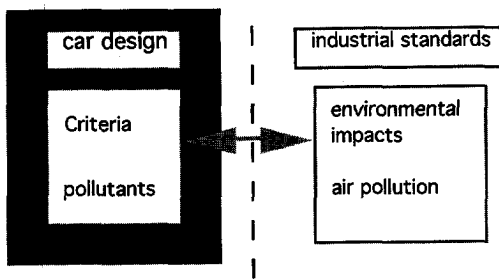 car design
Criteria
pollutants
industrial standards
environmental
impacts
air pollution